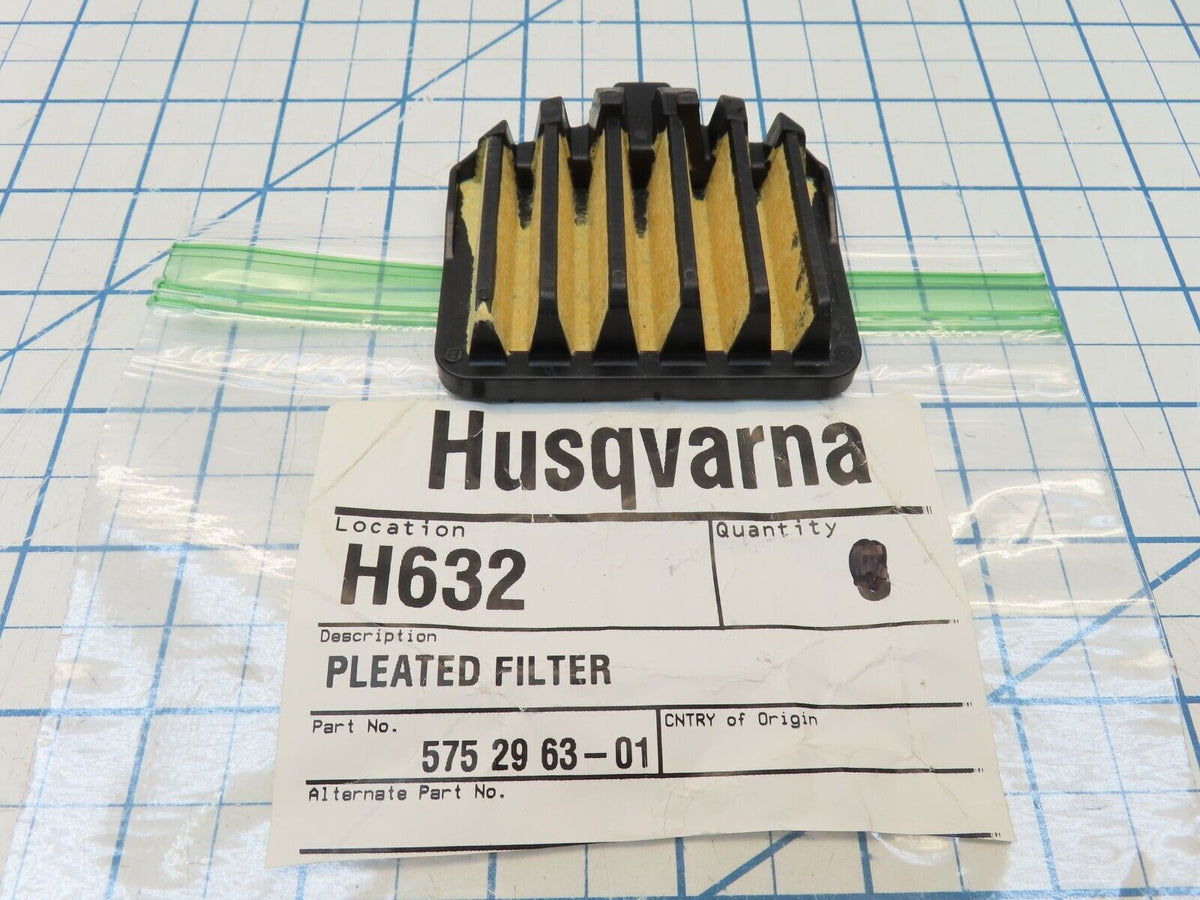 Husqvarna
Location
Quantity
H632
Description
PLEATED FILTER
Part No.
CNTRY of Origin
575 29 63-01
Alternate Part No.